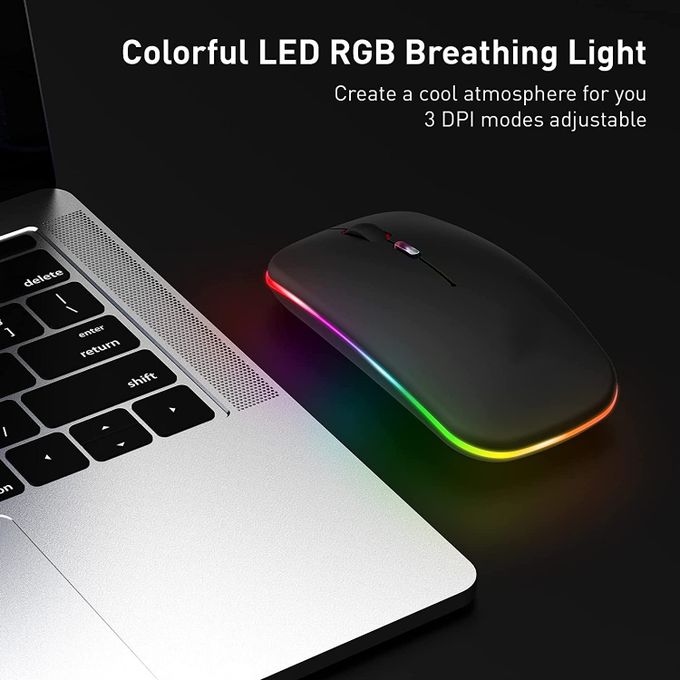 Colorful LED RGB Breathing Light
Create a cool atmosphere for you
3 DPI modes adjustable
delete
enter
return
shift
]